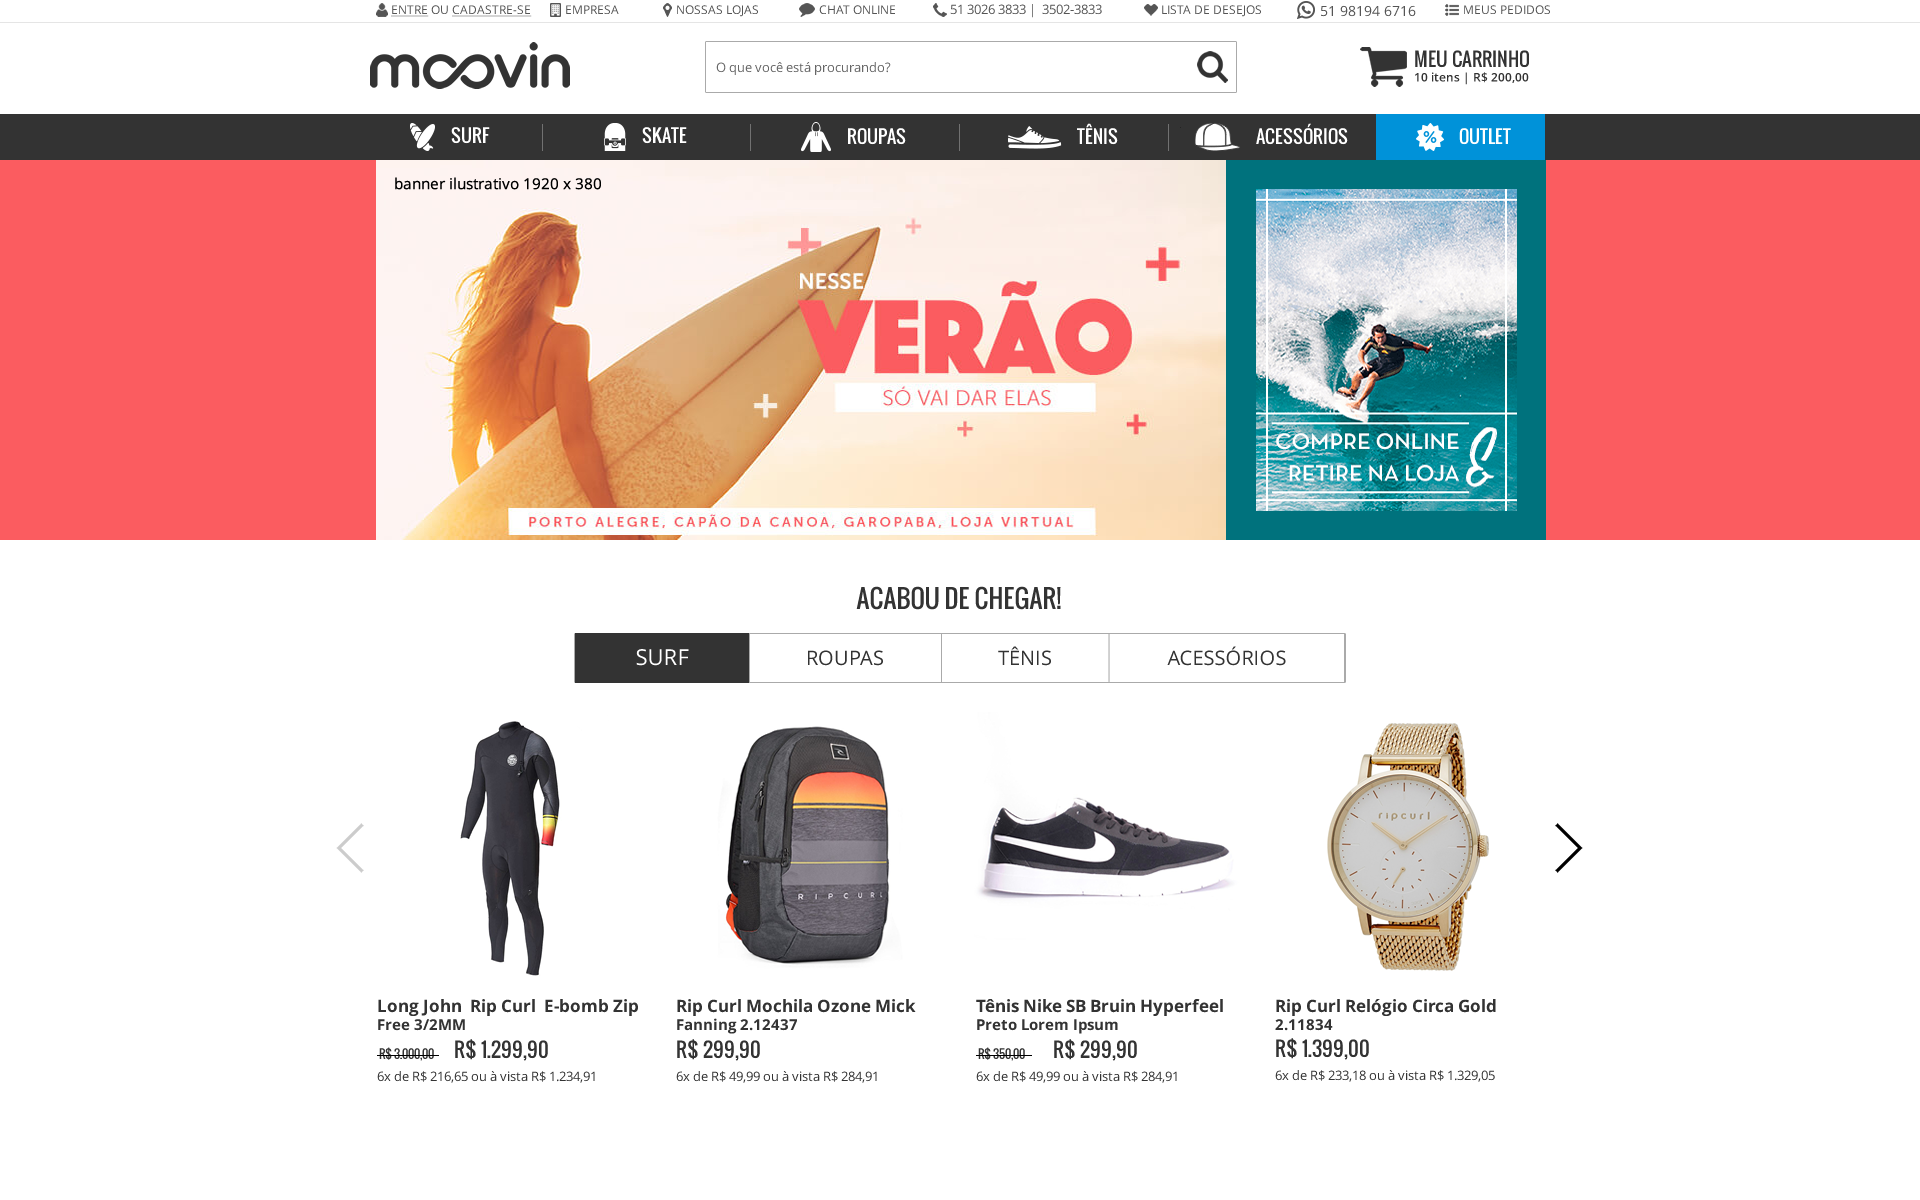 ENTRE OU CADASTRE-SE
EMPRESA
NOSSAS LOJAS
CHAT ONLINE
51 3026 3833 | 3502-3833
LISTA DE DESEJOS
51 98194 6716
MEUS PEDIDOS
moovin
O que você está procurando?
MEU CARRINHO
10 itens | R$ 200,00
SURF
SKATE
ROUPAS
TÊNIS
ACESSÓRIOS
% OUTLET
banner ilustrativo 1920 x 380
NESSE
VERÃO
SÓ VAI DAR ELAS
PORTO ALEGRE, CAPÃO DA CANOA, GAROPABA, LOJA VIRTUAL
COMPRE ONLINE &
RETIRE NA LOJA
ACABOU DE CHEGAR!
SURF
ROUPAS
TÊNIS
ACESSÓRIOS
RIP CURL
ripcurl
Long John Rip Curl E-bomb Zip
Free 3/2MM
R$ 3.000,00 R$ 1.299,90
6x de R$ 216,65 ou à vista R$ 1.234,91
Rip Curl Mochila Ozone Mick
Fanning 2.12437
R$ 299,90
6x de R$ 49,99 ou à vista R$ 284,91
Tênis Nike SB Bruin Hyperfeel
Preto Lorem Ipsum
R$ 350,00 R$ 299,90
6x de R$ 49,99 ou à vista R$ 284,91
Rip Curl Relógio Circa Gold
2.11834
R$ 1.399,00
6x de R$ 233,18 ou à vista R$ 1.329,05